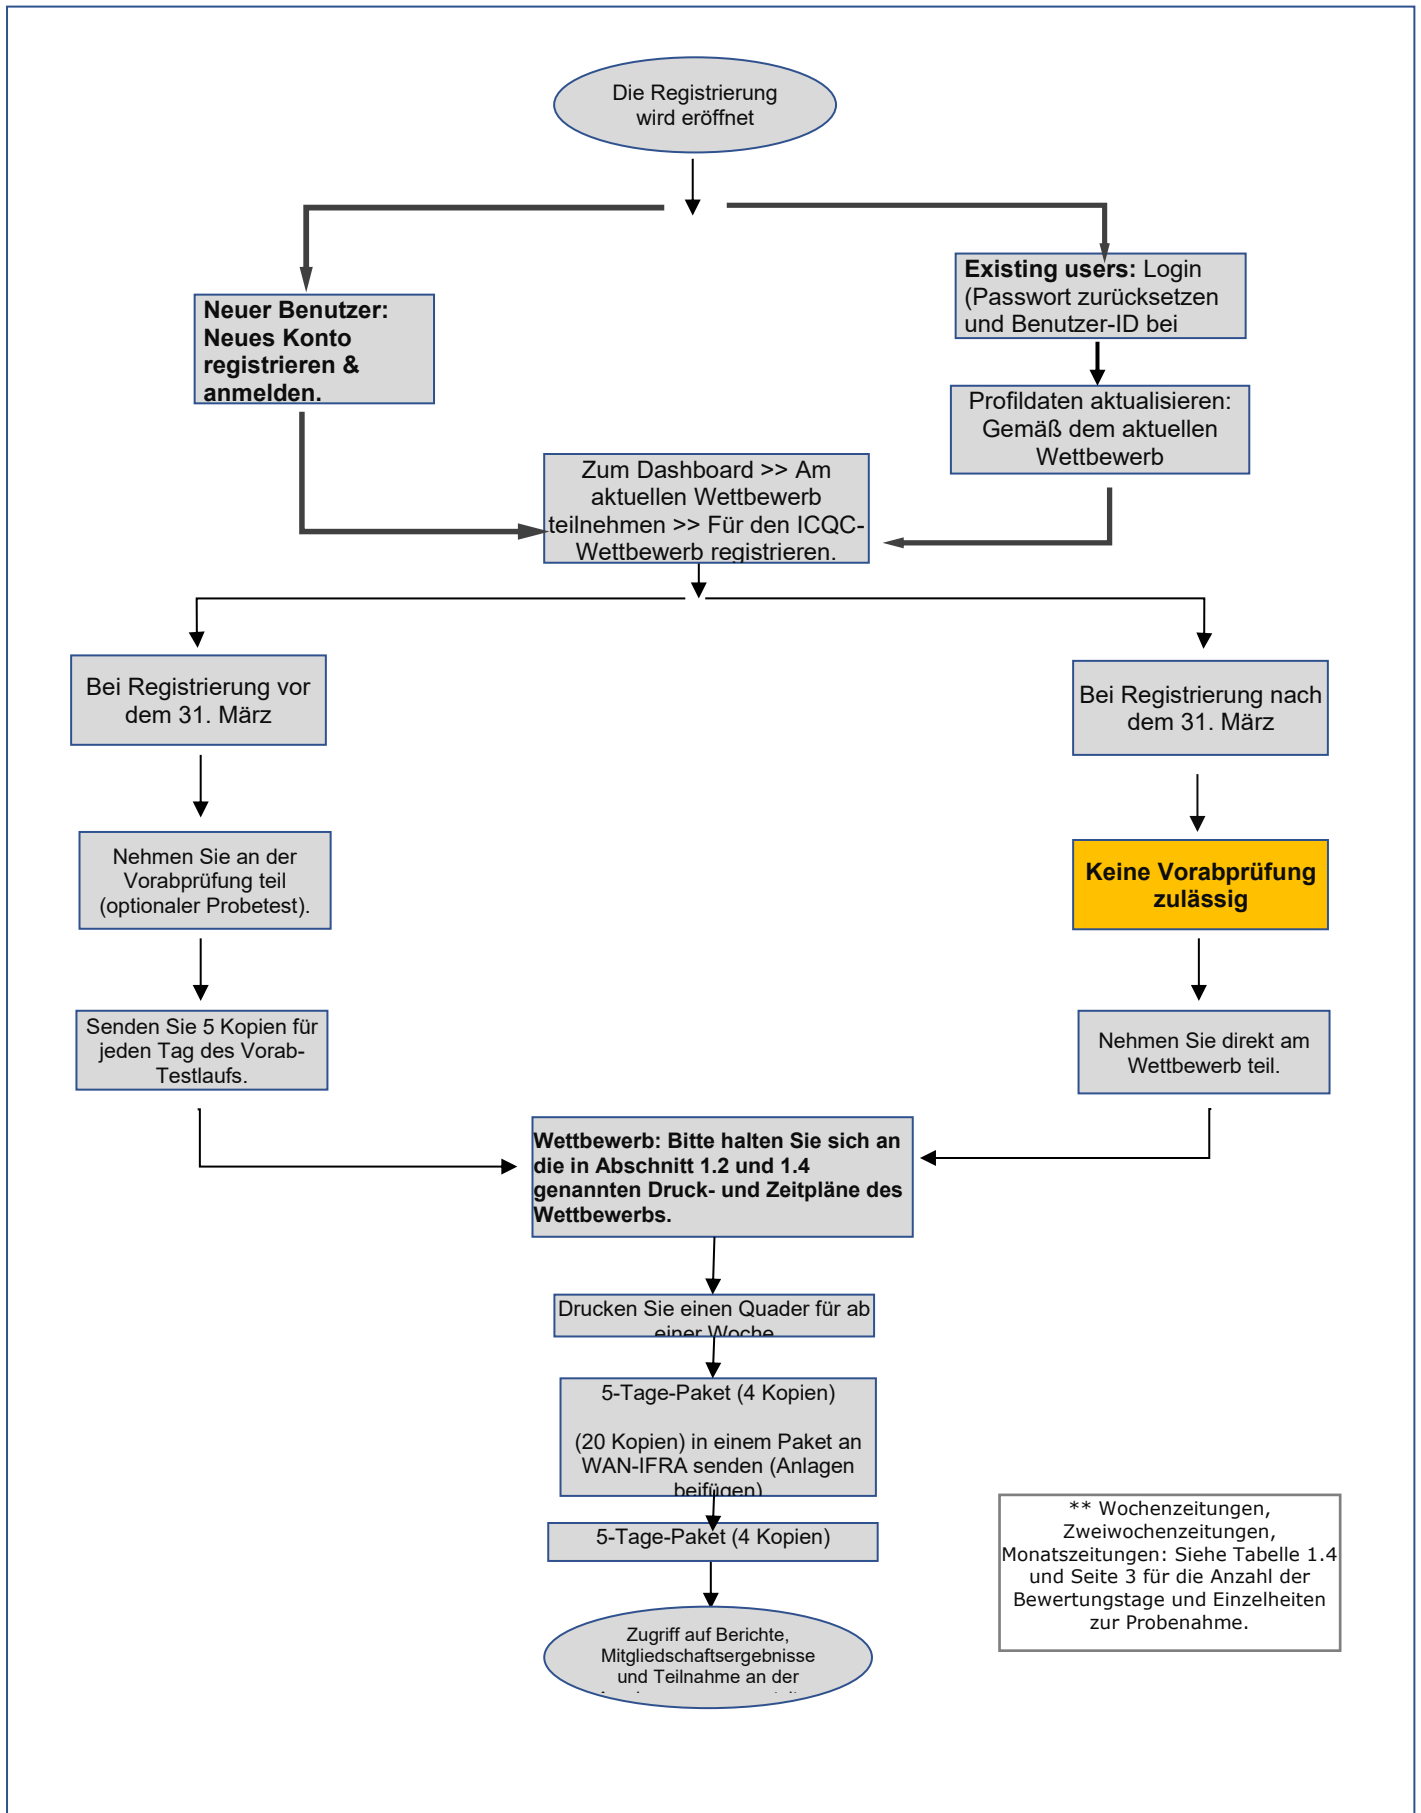 Die Registrierung
wird eröffnet
Neuer Benutzer:
Neues Konto
registrieren &
anmelden.
Existing users: Login
(Passwort zurücksetzen
und Benutzer-ID bei
Profildaten aktualisieren:
Gemäß dem aktuellen
Wettbewerb
Zum Dashboard >> Am
aktuellen Wettbewerb
teilnehmen >> Für den ICQC-
Wettbewerb registrieren.
Bei Registrierung vor
dem 31. März
Nehmen Sie an der
Vorabprüfung teil
(optionaler Probetest).
Senden Sie 5 Kopien für
jeden Tag des Vorab-
Testlaufs.
Bei Registrierung nach
dem 31. März
Keine Vorabprüfung
zulässig
Nehmen Sie direkt am
Wettbewerb teil.
Wettbewerb: Bitte halten Sie sich an
die in Abschnitt 1.2 und 1.4
genannten Druck- und Zeitpläne des
Wettbewerbs.
Drucken Sie einen Quader für ab
einer Woche
5-Tage-Paket (4 Kopien)
(20 Kopien) in einem Paket an
WAN-IFRA senden (Anlagen
beifügen)
5-Tage-Paket (4 Kopien)
Zugriff auf Berichte,
Mitgliedschaftsergebnisse
und Teilnahme an der
** Wochenzeitungen,
Zweiwochenzeitungen,
Monatszeitungen: Siehe Tabelle 1.4
und Seite 3 für die Anzahl der
Bewertungstage und Einzelheiten
zur Probenahme.